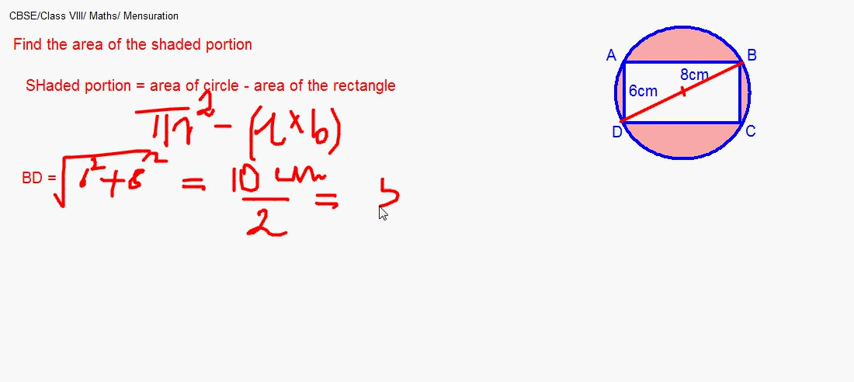 CBSE/Class VIII/ Maths/ Mensuration
Find the area of the shaded portion
SHaded portion = area of circle - area of the rectangle
πr² - (l × b)
BD = √6² + 8² = 10 cm / 2 = 5
A
B
8cm
6cm
D
C